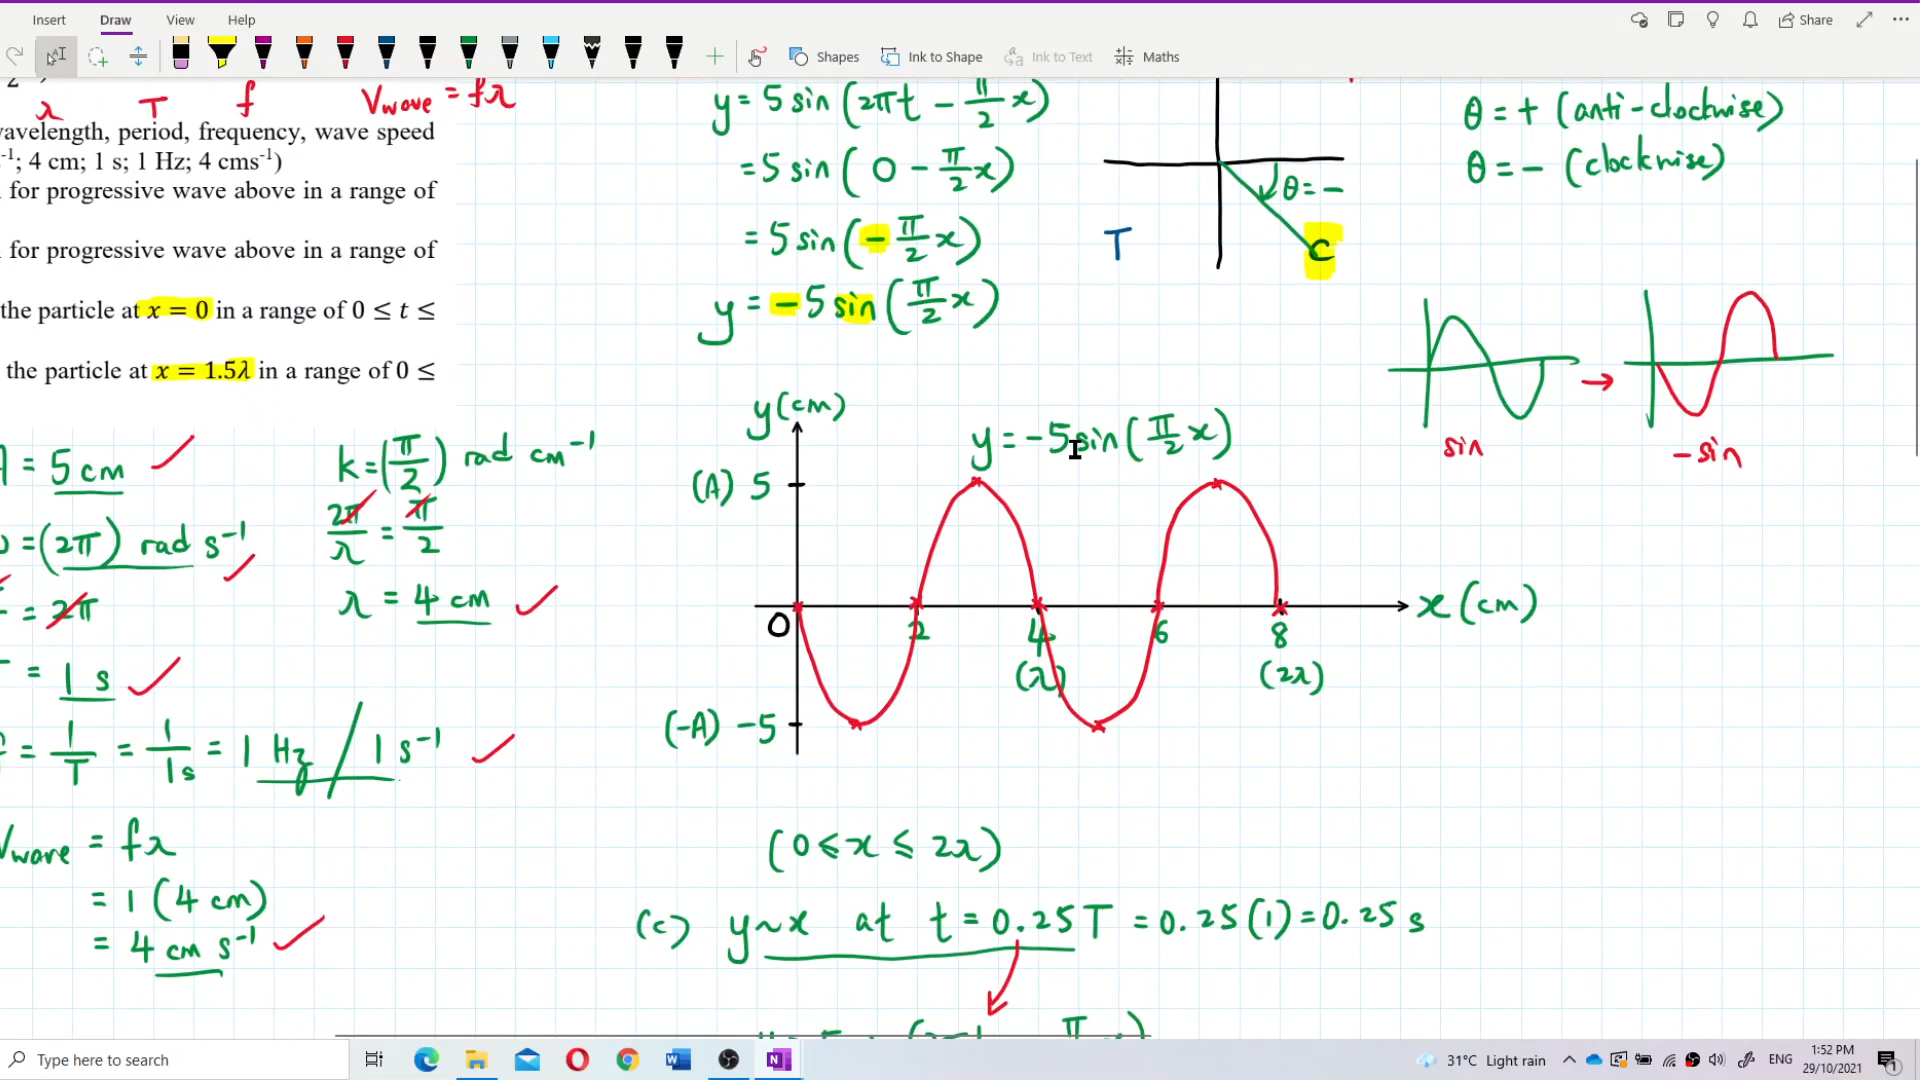 Insert Draw View Help
Share
Shapes Ink to Shape Ink to Text Maths
2
λ T f Vwave = fλ
wavelength, period, frequency, wave speed
⁻¹; 4 cm; 1 s; 1 Hz; 4 cms⁻¹)
for progressive wave above in a range of
for progressive wave above in a range of
the particle at x = 0 in a range of 0 ≤ t ≤
the particle at x = 1.5λ in a range of 0 ≤
A = 5 cm
= (2π) rad s⁻¹
= 2π
= 1 s
= 1/T = 1/1s = 1 Hz / 1 s⁻¹
Vwave = fλ
= 1 (4 cm)
= 4 cm s⁻¹
k = (π/2) rad cm⁻¹
2π/λ = π/2
λ = 4 cm
y = 5 sin (2πt − π/2 x)
= 5 sin (0 − π/2 x)
= 5 sin (− π/2 x)
y = −5 sin (π/2 x)
θ = −
T C
θ = + (anti-clockwise)
θ = − (clockwise)
sin → −sin
y (cm)
y = −5 sin (π/2 x)
(A) 5
0 2 4 6 8 x (cm)
(λ) (2λ)
(−A) −5
(0 ≤ x ≤ 2λ)
(c) y ~ x at t = 0.25 T = 0.25 (1) = 0.25 s
Type here to search
31°C Light rain
ENG
1:52 PM
29/10/2021
1